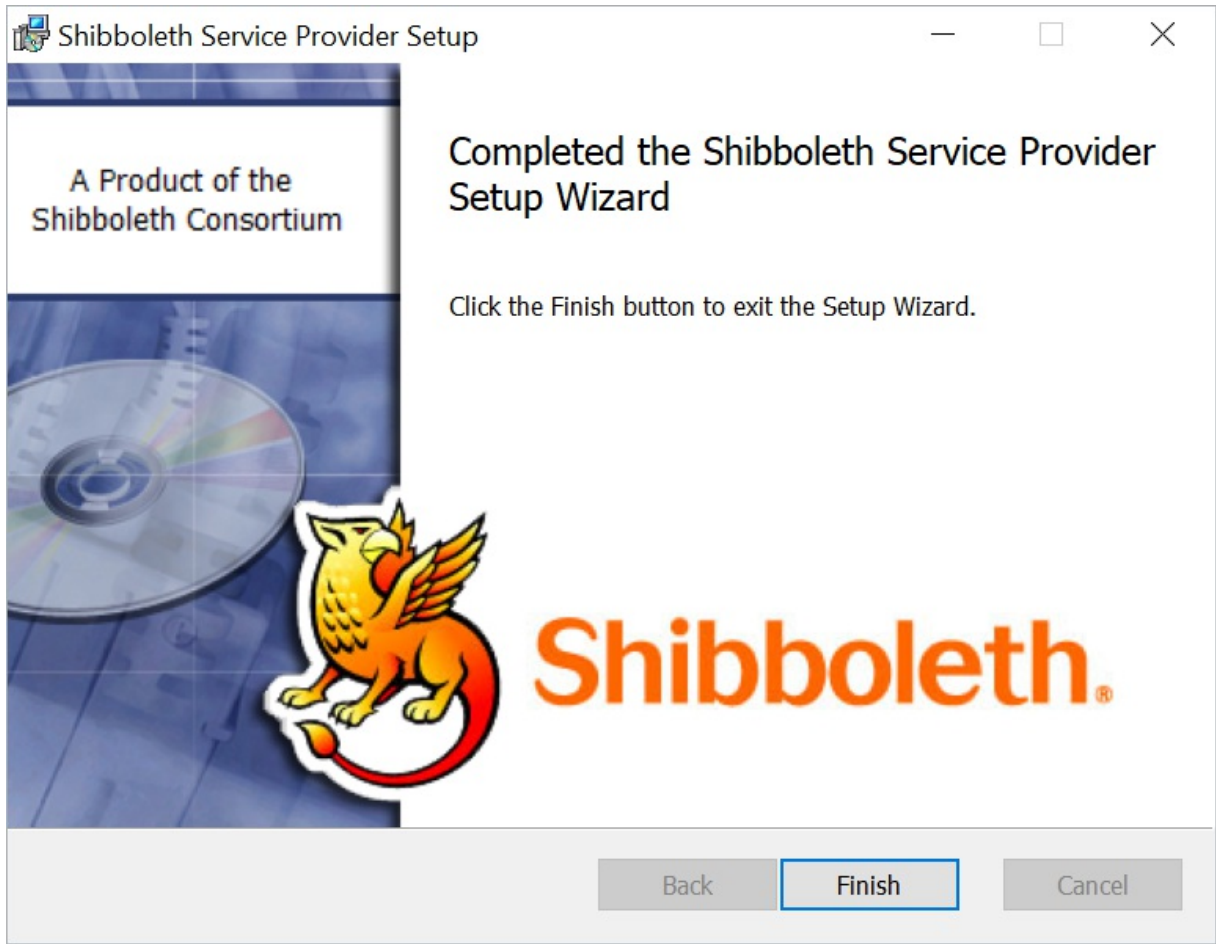 Shibboleth Service Provider Setup
A Product of the
Shibboleth Consortium
Completed the Shibboleth Service Provider
Setup Wizard
Click the Finish button to exit the Setup Wizard.
Shibboleth®
Back
Finish
Cancel